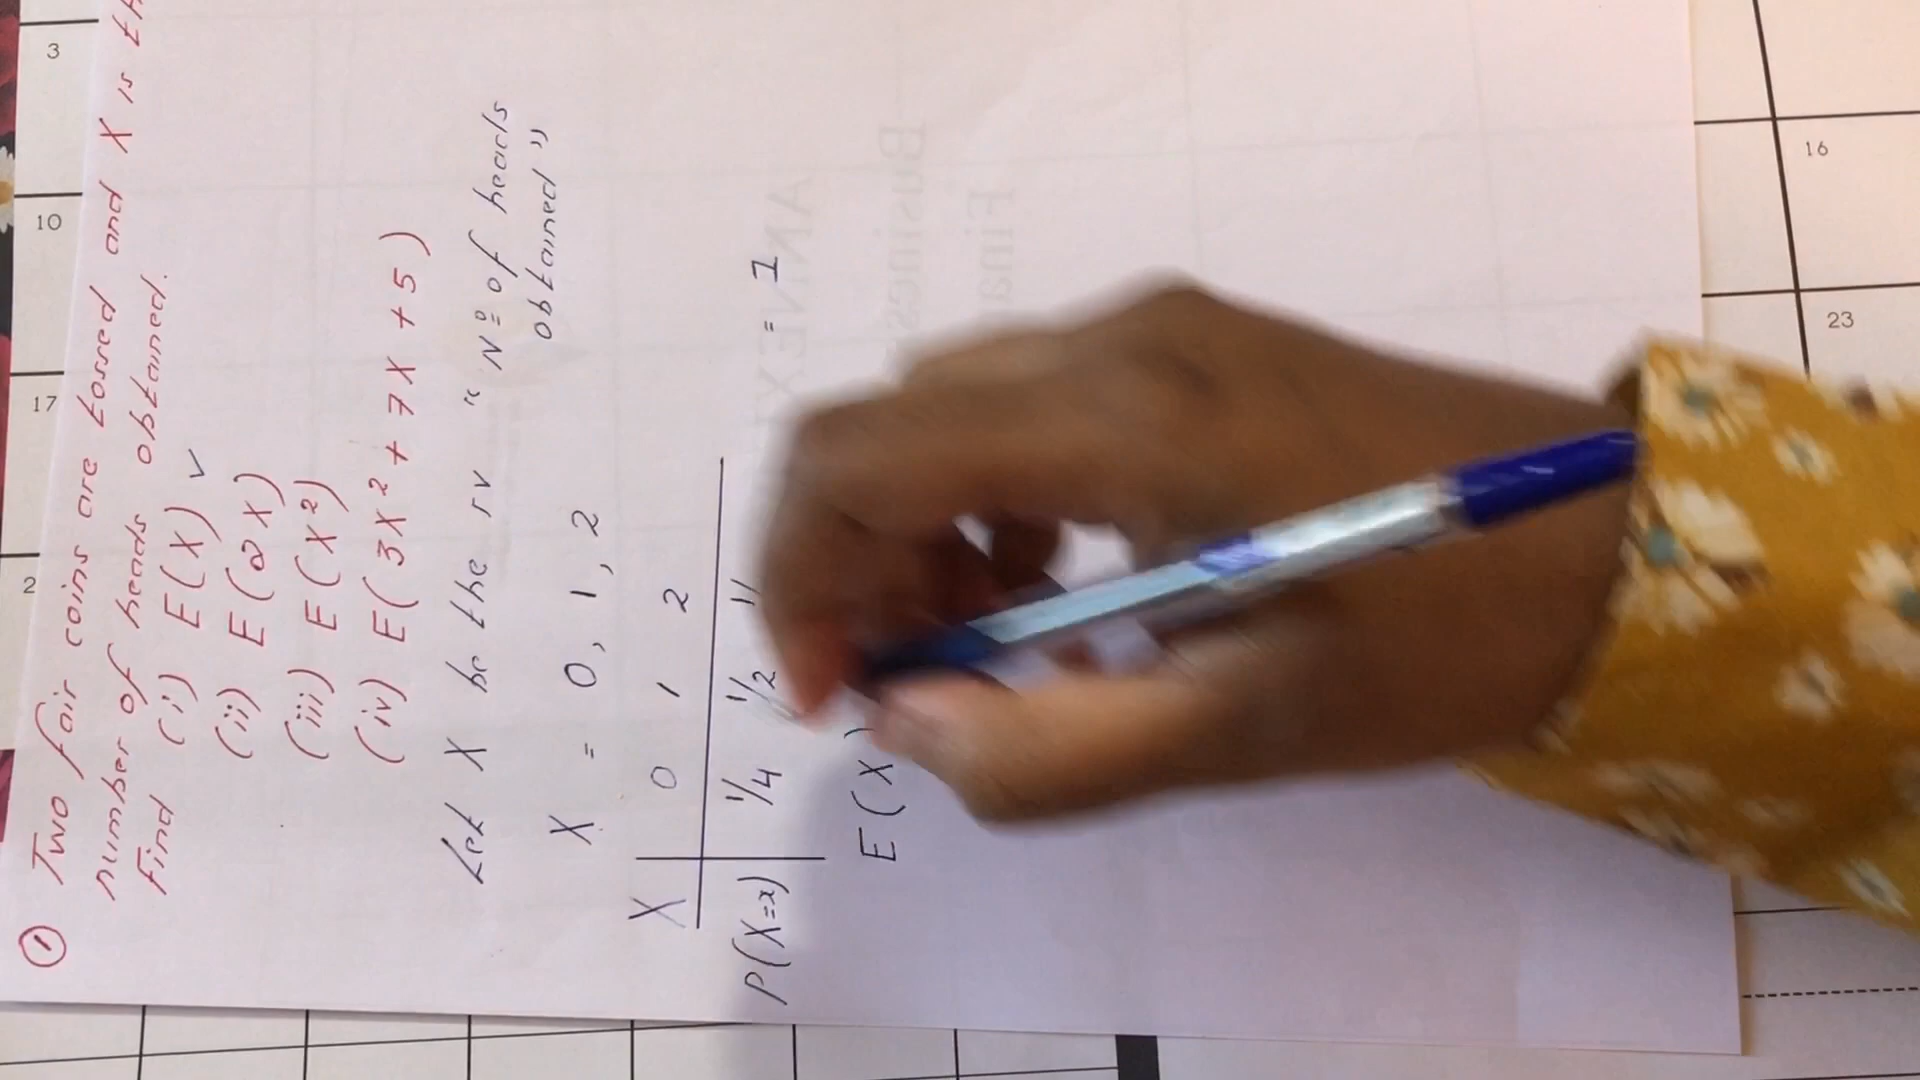 ① Two fair coins are tossed and X is
number of heads obtained.
Find (i) E(X) ✓
(ii) E(2X)
(iii) E(X²)
(iv) E(3X² + 7X + 5)
Let X be the rv " Nº of heads
obtained "
X = 0, 1, 2
X 0 1 2
P(X=x) 1/4 1/2 = 1
E(X)
3
10
17
2
16
23